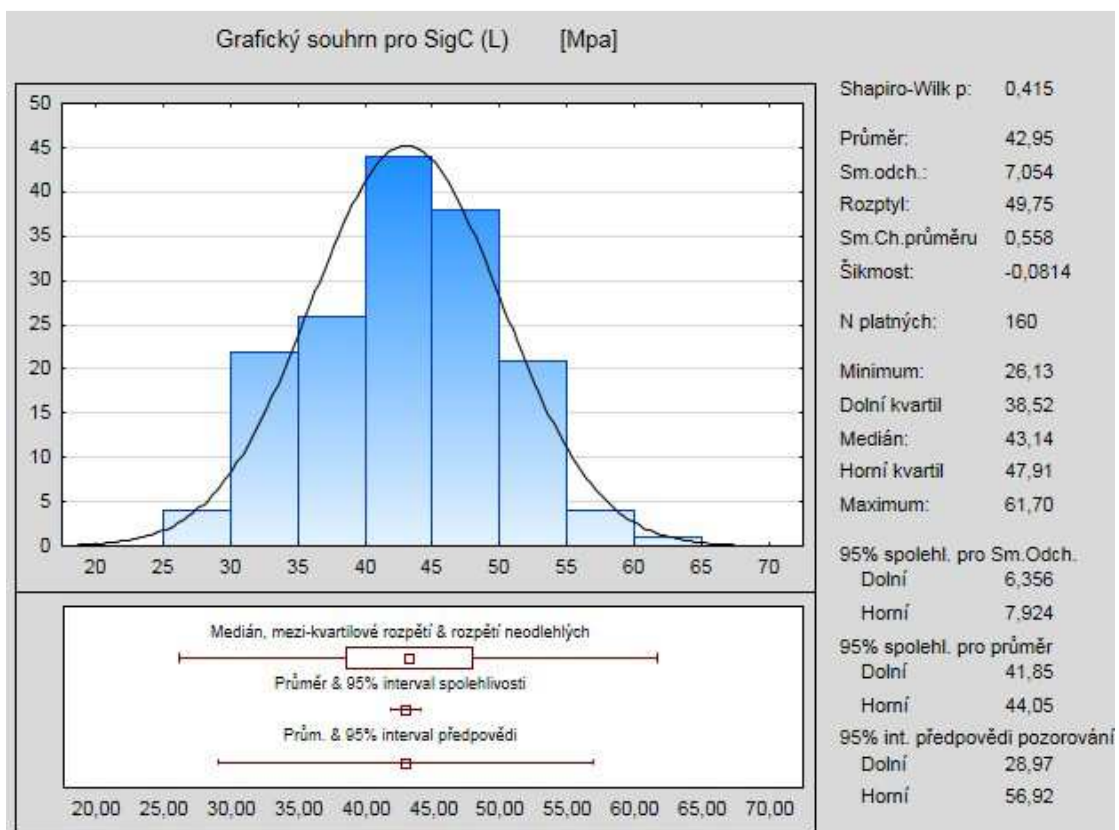 Grafický souhrn pro SigC (L) [Mpa]
50
45
40
35
30
25
20
15
10
5
0
20 25 30 35 40 45 50 55 60 65 70
Medián, mezi-kvartilové rozpětí & rozpětí neodlehlých
Průměr & 95% interval spolehlivosti
Prům. & 95% interval předpovědi
20,00 25,00 30,00 35,00 40,00 45,00 50,00 55,00 60,00 65,00 70,00
Shapiro-Wilk p: 0,415
Průměr: 42,95
Sm.odch.: 7,054
Rozptyl: 49,75
Sm.Ch.průměru 0,558
Šikmost: -0,0814
N platných: 160
Minimum: 26,13
Dolní kvartil 38,52
Medián: 43,14
Horní kvartil 47,91
Maximum: 61,70
95% spolehl. pro Sm.Odch.
Dolní 6,356
Horní 7,924
95% spolehl. pro průměr
Dolní 41,85
Horní 44,05
95% int. předpovědi pozorování
Dolní 28,97
Horní 56,92